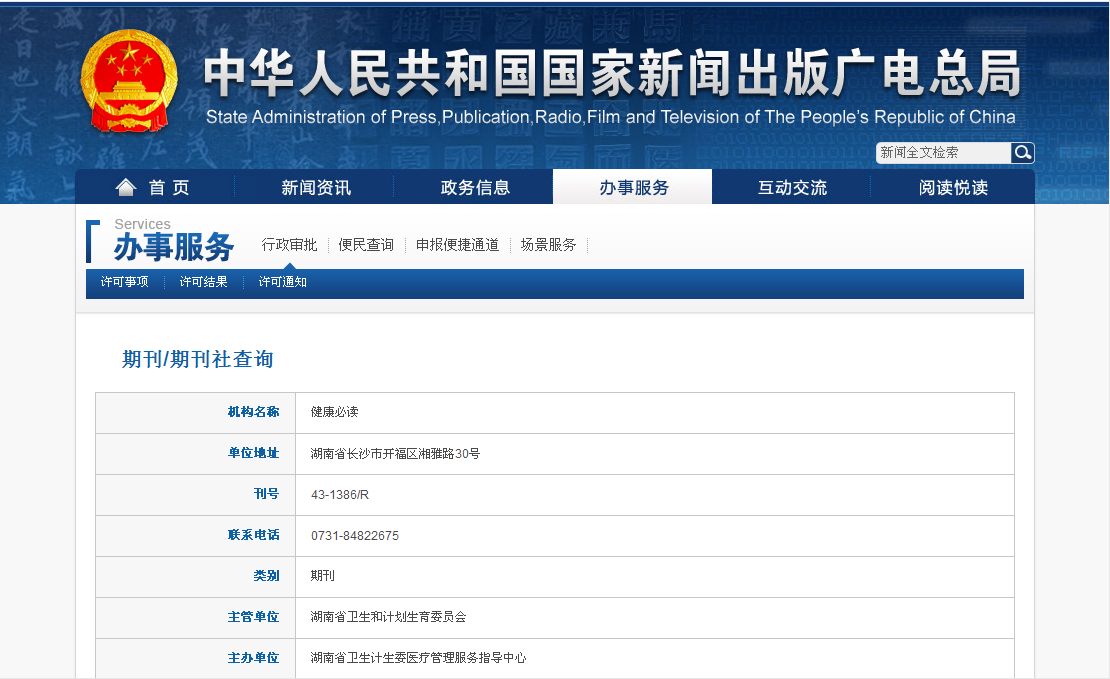 中华人民共和国国家新闻出版广电总局
State Administration of Press,Publication,Radio,Film and Television of The People's Republic of China
新闻全文检索
首 页 新闻资讯 政务信息 办事服务 互动交流 阅读悦读
Services
办事服务 行政审批 便民查询 申报便捷通道 场景服务
许可事项 许可结果 许可通知
期刊/期刊社查询
机构名称 健康必读
单位地址 湖南省长沙市开福区湘雅路30号
刊号 43-1386/R
联系电话 0731-84822675
类别 期刊
主管单位 湖南省卫生和计划生育委员会
主办单位 湖南省卫生计生委医疗管理服务指导中心